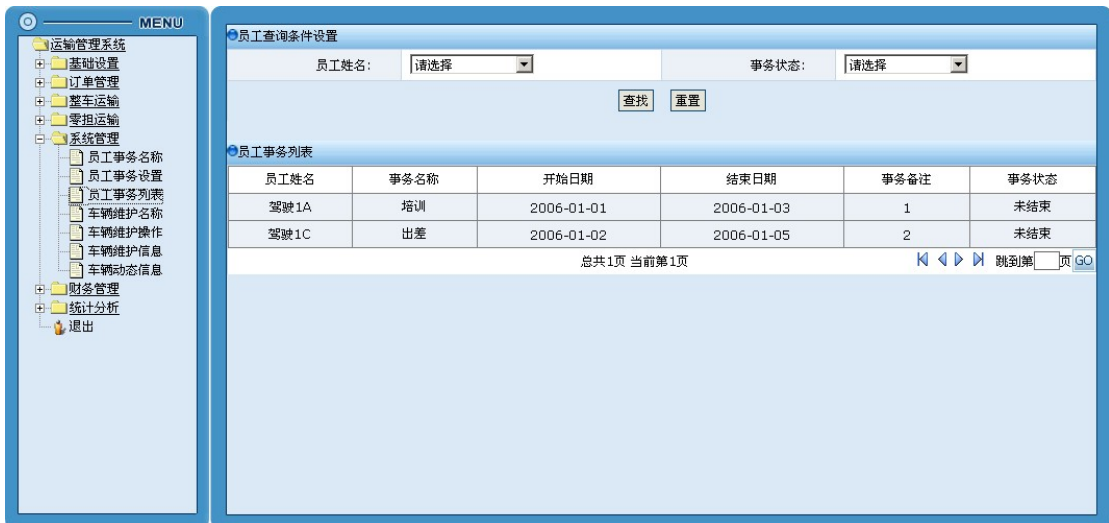 MENU
运输管理系统
基础设置
订单管理
整车运输
零担运输
系统管理
员工事务名称
员工事务设置
员工事务列表
车辆维护名称
车辆维护操作
车辆维护信息
车辆动态信息
财务管理
统计分析
退出
员工查询条件设置
员工姓名: 请选择 事务状态: 请选择
查找 重置
员工事务列表
员工姓名 事务名称 开始日期 结束日期 事务备注 事务状态
驾驶1A 培训 2006-01-01 2006-01-03 1 未结束
驾驶1C 出差 2006-01-02 2006-01-05 2 未结束
总共1页 当前第1页 跳到第 页 GO